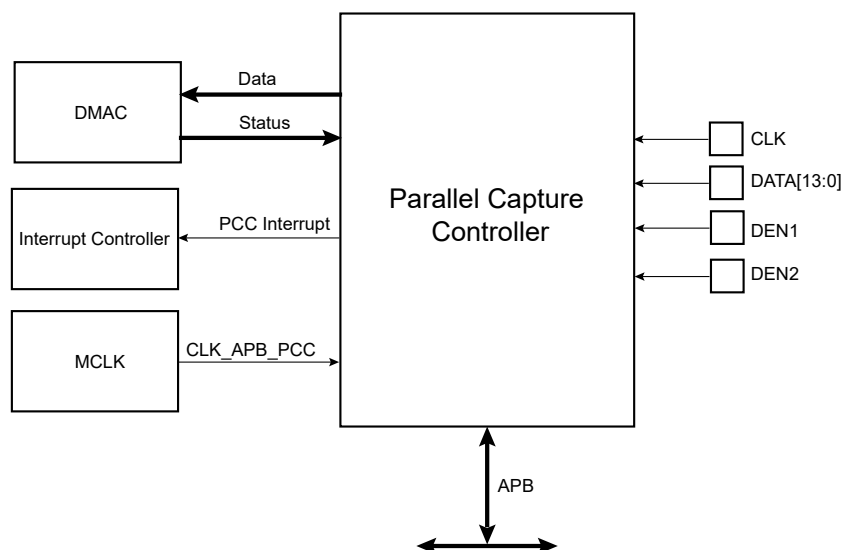 Data
DMAC
Status
CLK
DATA[13:0]
Parallel Capture
Controller
PCC Interrupt
Interrupt Controller
DEN1
DEN2
CLK_APB_PCC
MCLK
APB